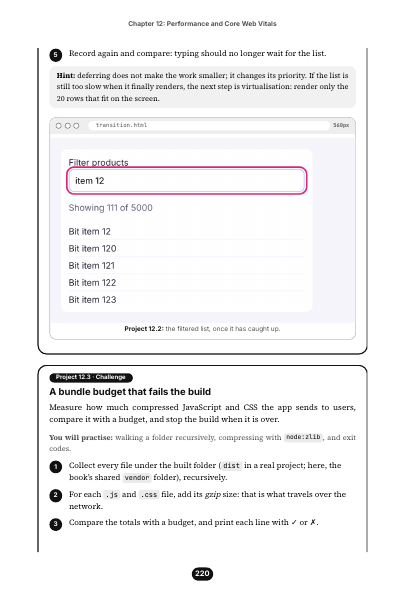 Chapter 12: Performance and Core Web Vitals
5 Record again and compare: typing should no longer wait for the list.
Hint: deferring does not make the work smaller; it changes its priority. If the list is
still too slow when it finally renders, the next step is virtualisation: render only the
20 rows that fit on the screen.
transition.html 560px
Filter products
item 12
Showing 111 of 5000
Bit item 12
Bit item 120
Bit item 121
Bit item 122
Bit item 123
Project 12.2: the filtered list, once it has caught up.
Project 12.3 · Challenge
A bundle budget that fails the build
Measure how much compressed JavaScript and CSS the app sends to users,
compare it with a budget, and stop the build when it is over.
You will practise: walking a folder recursively, compressing with node:zlib, and exit
codes.
1 Collect every file under the built folder ( dist in a real project; here, the
book's shared vendor folder), recursively.
2 For each .js and .css file, add its gzip size: that is what travels over the
network.
3 Compare the totals with a budget, and print each line with ✓ or ✗.
220